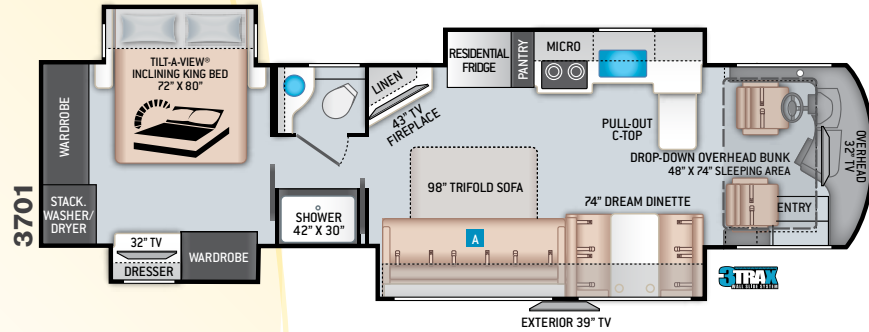 3701
WARDROBE
STACK.
WASHER/
DRYER
TILT-A-VIEW®
INCLINING KING BED
72" X 80"
32" TV
DRESSER
WARDROBE
SHOWER
42" X 30"
LINEN
43" TV
FIREPLACE
RESIDENTIAL
FRIDGE
PANTRY
MICRO
PULL-OUT
C-TOP
98" TRIFOLD SOFA
A
DROP-DOWN OVERHEAD BUNK
48" X 74" SLEEPING AREA
74" DREAM DINETTE
ENTRY
OVERHEAD
32" TV
EXTERIOR 39" TV
3TRAX